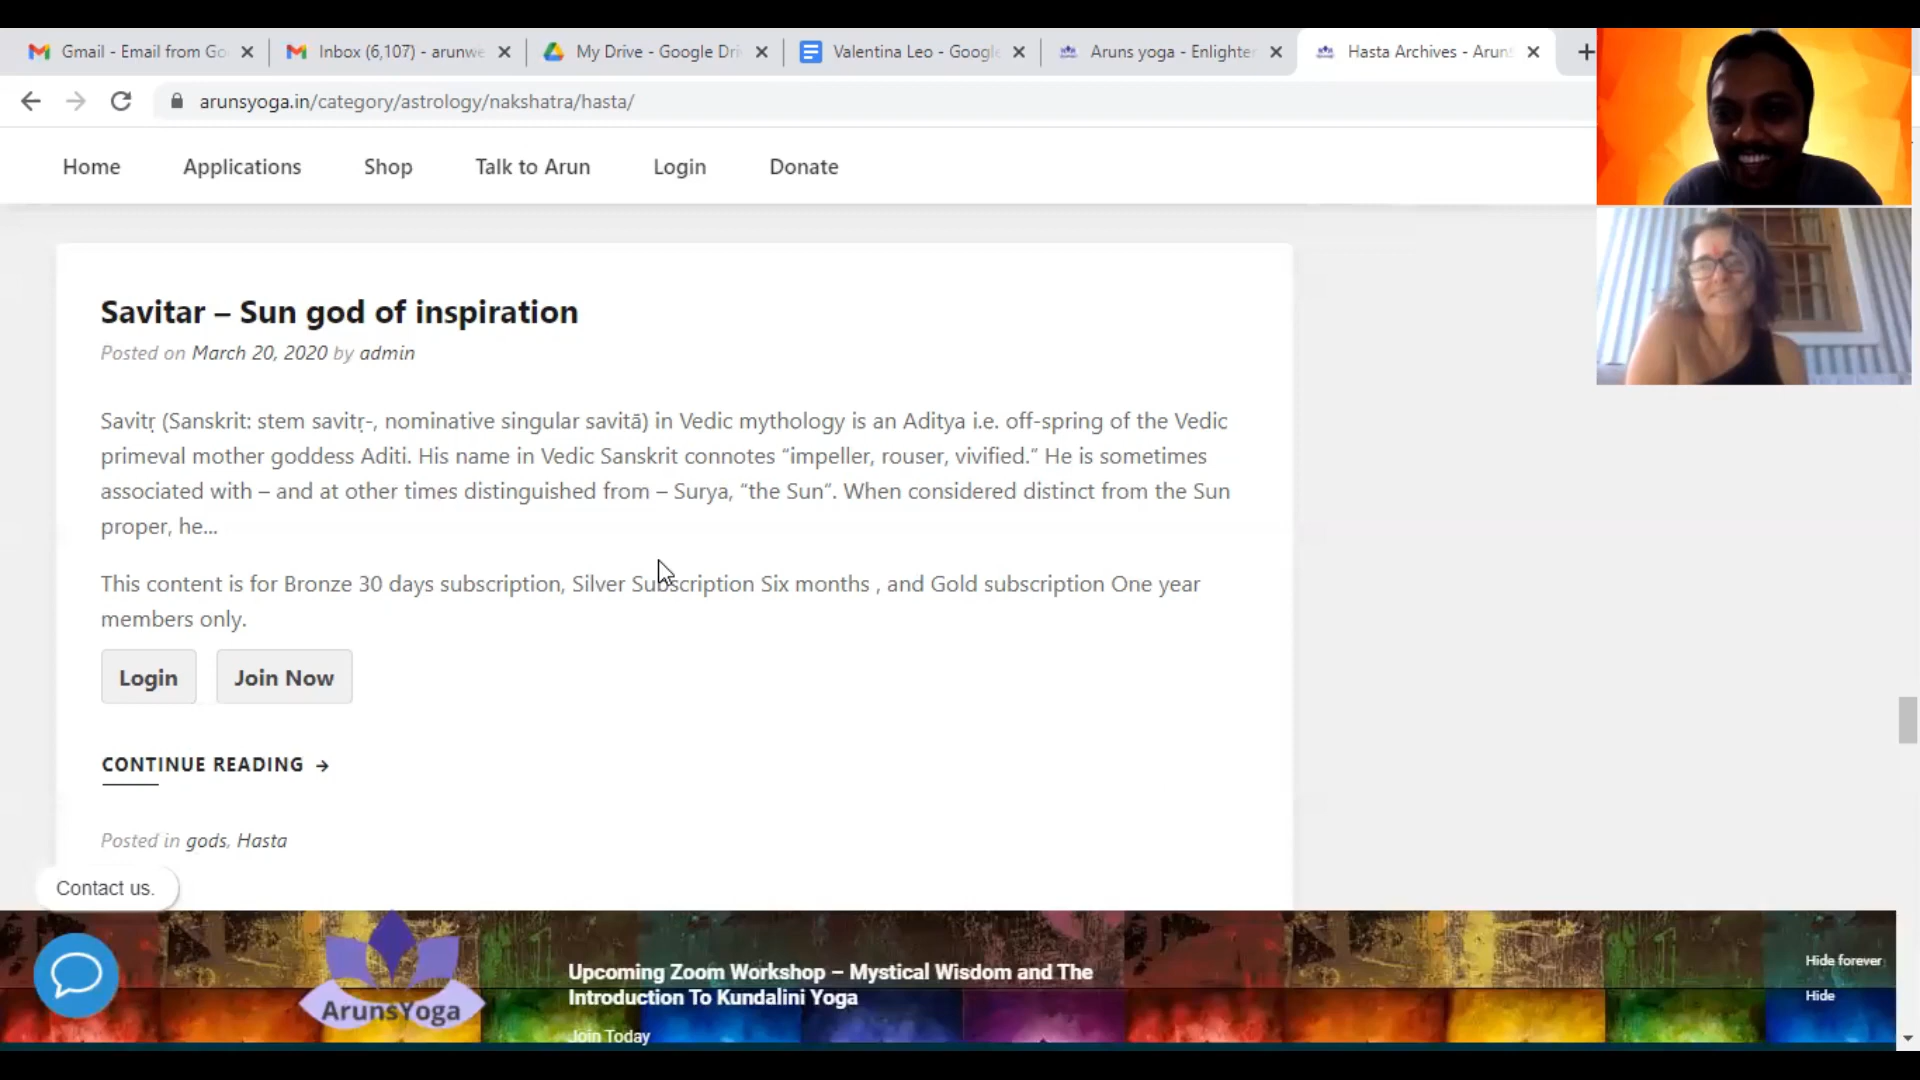 Gmail - Email from Go
Inbox (6,107) - arunwe
My Drive - Google Dri
Valentina Leo - Google
Aruns yoga - Enlighte
Hasta Archives - Aruns
arunsyoga.in/category/astrology/nakshatra/hasta/
Home
Applications
Shop
Talk to Arun
Login
Donate
Savitar – Sun god of inspiration
Posted on March 20, 2020 by admin
Savitṛ (Sanskrit: stem savitṛ-, nominative singular savitā) in Vedic mythology is an Aditya i.e. off-spring of the Vedic
primeval mother goddess Aditi. His name in Vedic Sanskrit connotes “impeller, rouser, vivified.” He is sometimes
associated with – and at other times distinguished from – Surya, “the Sun”. When considered distinct from the Sun
proper, he...
This content is for Bronze 30 days subscription, Silver Subscription Six months , and Gold subscription One year
members only.
Login
Join Now
CONTINUE READING →
Posted in gods, Hasta
Contact us.
ArunsYoga
Upcoming Zoom Workshop – Mystical Wisdom and The
Introduction To Kundalini Yoga
Join Today
Hide forever
Hide